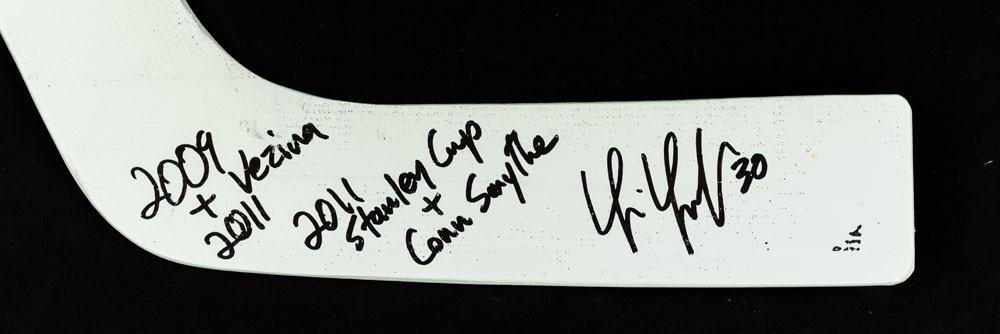 2009
+ Vezina
2011
2011
Stanley Cup
+
Conn Smythe
30